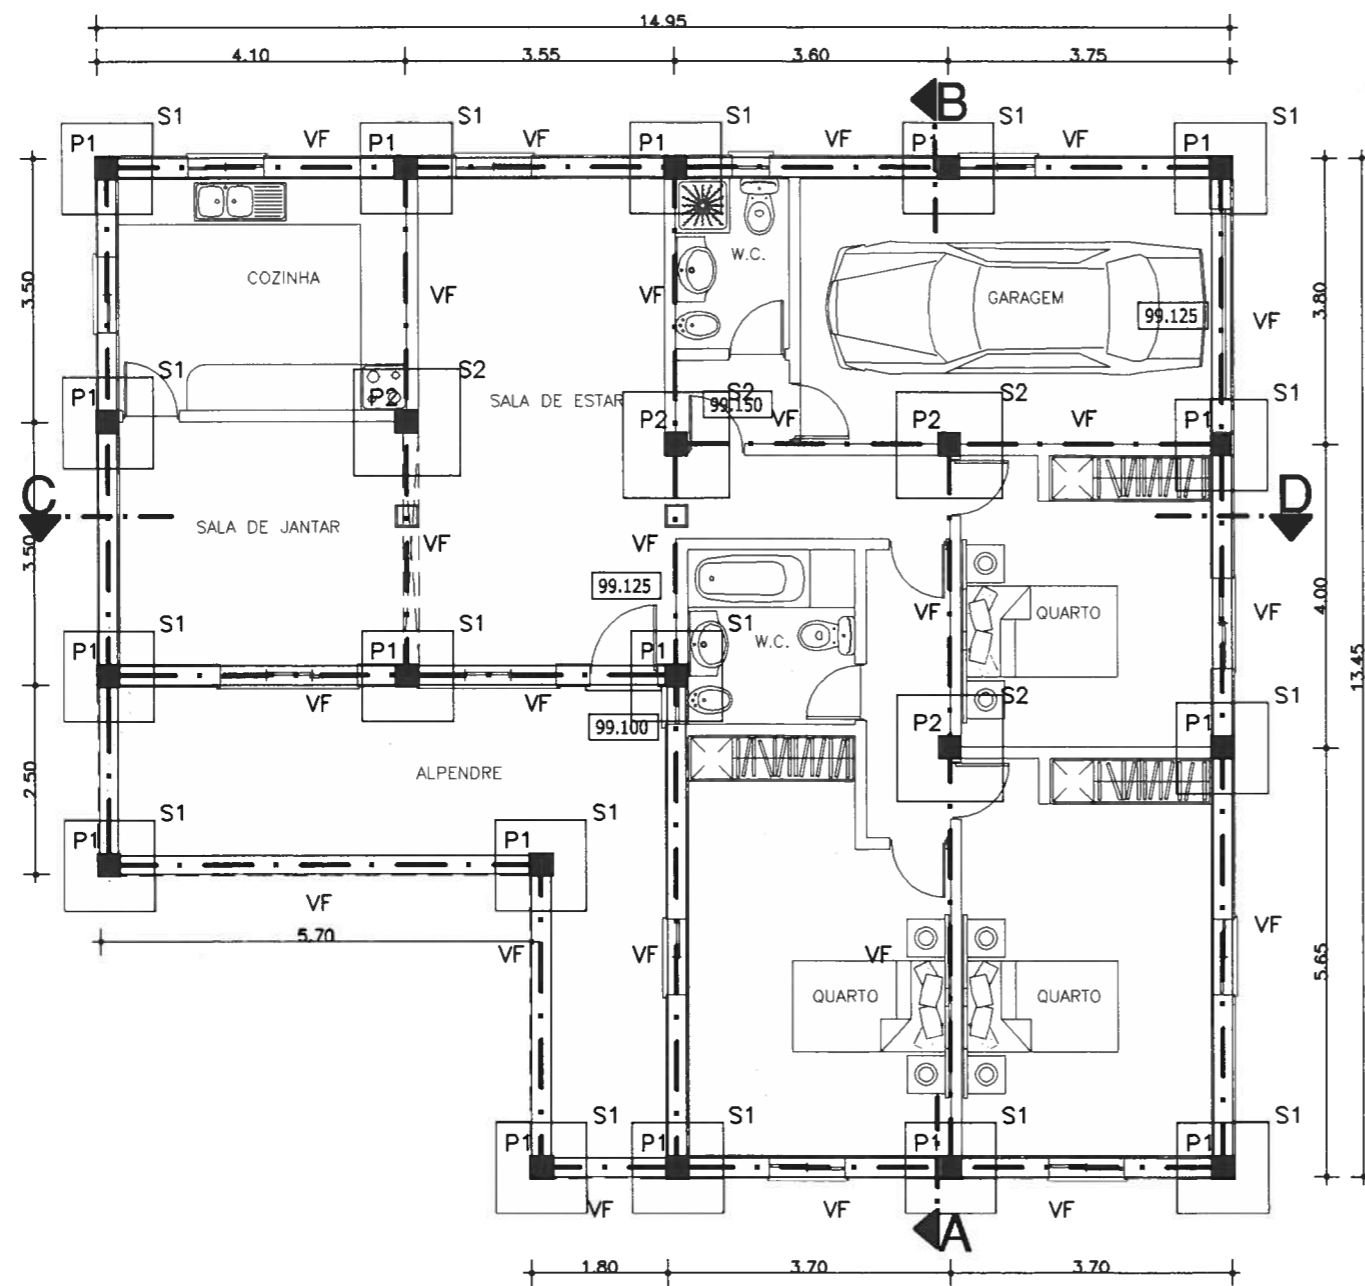 14.95
4.10 3.55 3.60 3.75
B
S1 S1 S1 S1 S1
P1 VF P1 VF P1 VF P1 VF P1
W.C.
COZINHA
3.50 VF VF GARAGEM 99.125 VF 3.80
S1 S2 SALA DE ESTAR S2 99.150 S2 S1
P1 P2 P2 VF P2 VF P1
C D
SALA DE JANTAR
3.50 VF VF
99.125 VF QUARTO VF 4.00
S1 S1 S1 W.C.
P1 P1 P1 13.45
VF VF 99.100 S2 S1
P2 P1
2.50 ALPENDRE
S1 S1
P1 P1
VF
5.70 VF VF VF VF
5.65
QUARTO QUARTO
S1 S1 S1 S1
P1 P1 P1 P1
VF VF VF
A
1.80 3.70 3.70